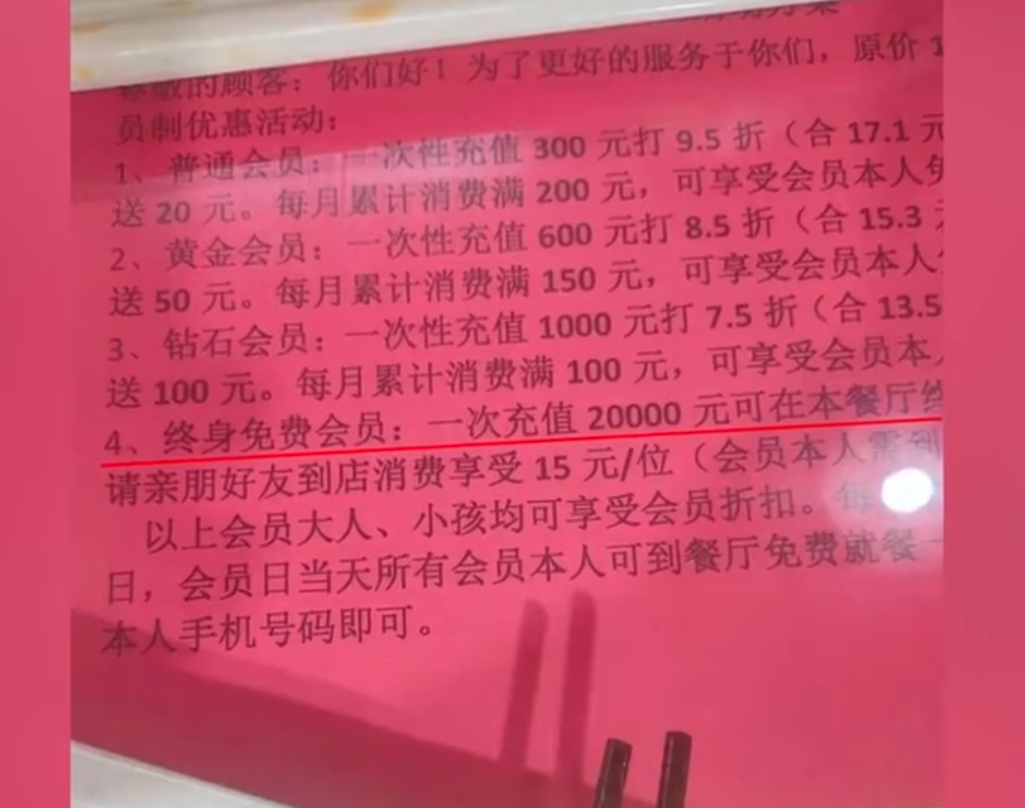 敬的顾客：你们好！为了更好的服务于你们，原价 1
员制优惠活动：
1、普通会员：一次性充值 300 元打 9.5 折（合 17.1 元
送 20 元。每月累计消费满 200 元，可享受会员本人免
2、黄金会员：一次性充值 600 元打 8.5 折（合 15.3
送 50 元。每月累计消费满 150 元，可享受会员本人
3、钻石会员：一次性充值 1000 元打 7.5 折（合 13.5
送 100 元。每月累计消费满 100 元，可享受会员本人
4、终身免费会员：一次充值 20000 元可在本餐厅终
请亲朋好友到店消费享受 15 元/位（会员本人需到
以上会员大人、小孩均可享受会员折扣。每
日，会员日当天所有会员本人可到餐厅免费就餐一
本人手机号码即可。